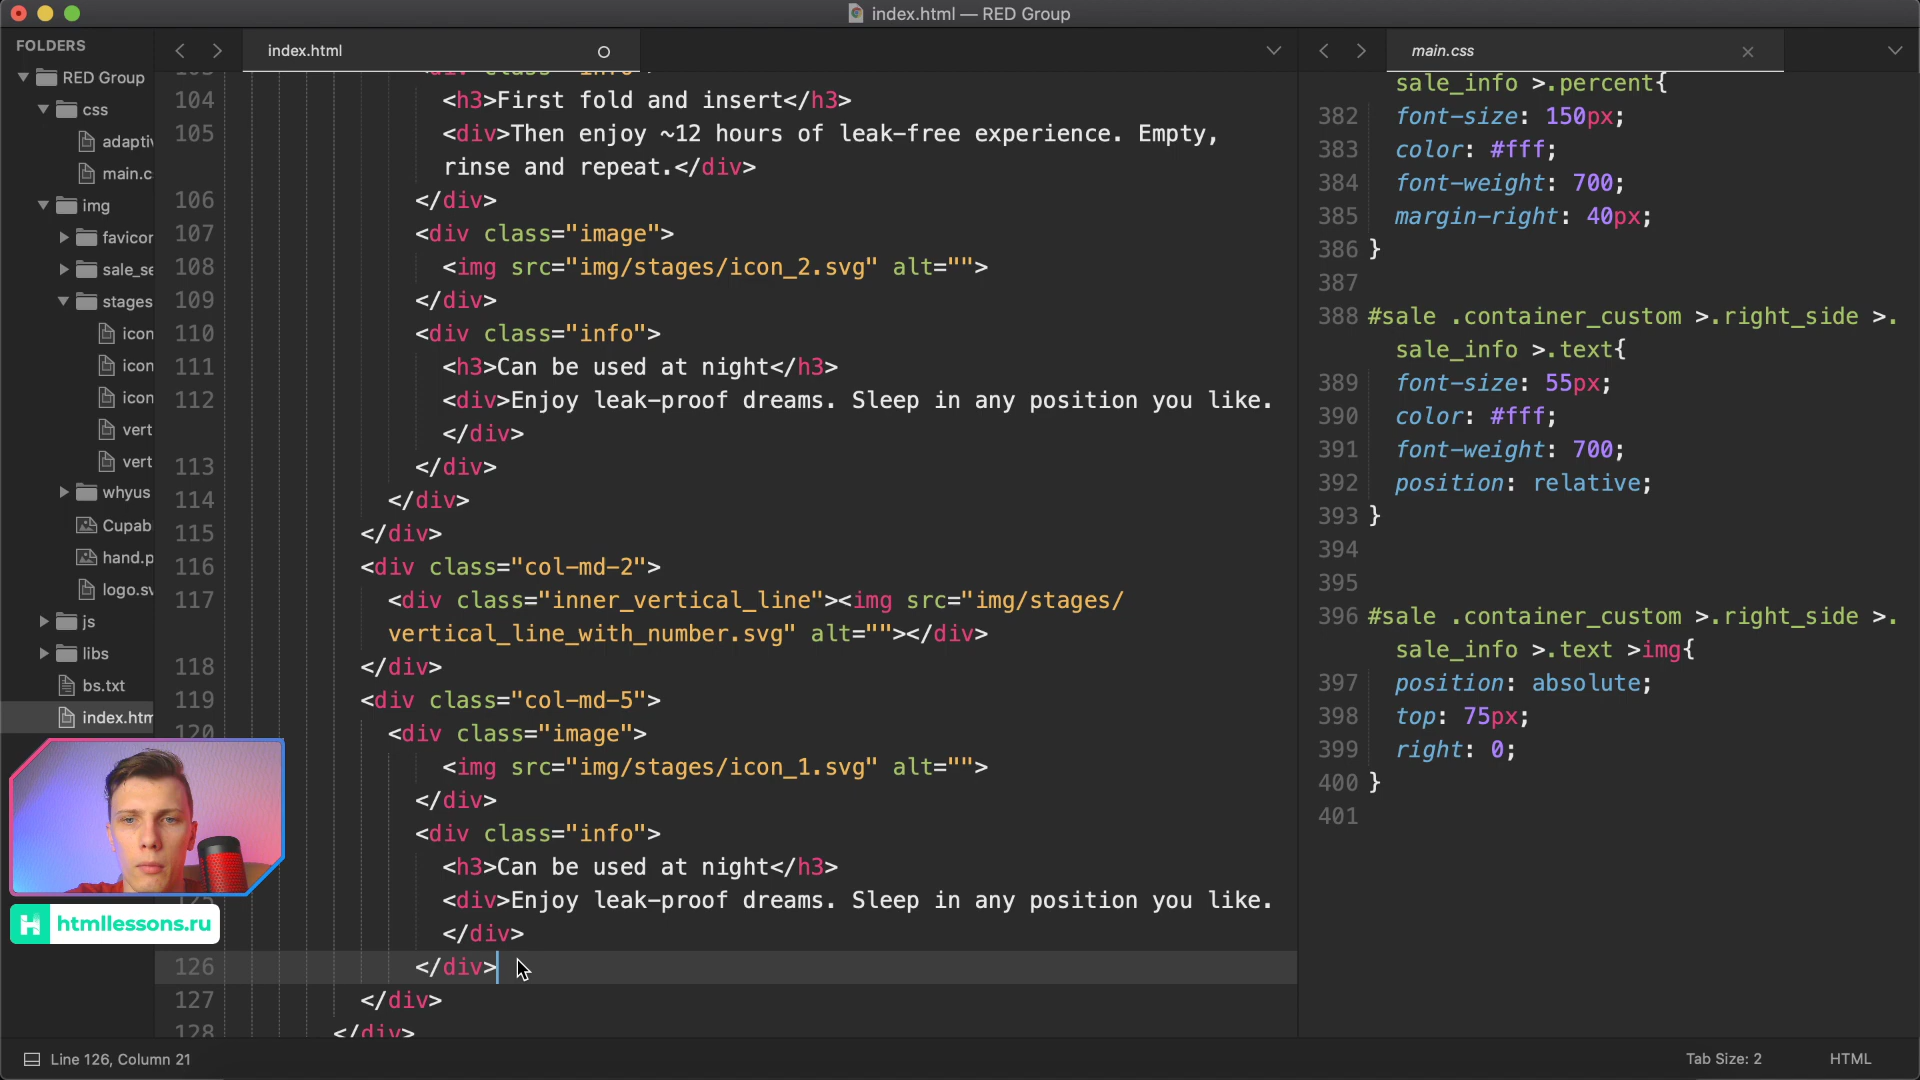 index.html — RED Group
FOLDERS
RED Group
css
adaptiv
main.c
img
favicor
sale_se
stages
icon
icon
icon
vert
vert
whyus
Cupab
hand.p
logo.sv
js
libs
bs.txt
index.htm
index.html
104 <h3>First fold and insert</h3>
105 <div>Then enjoy ~12 hours of leak-free experience. Empty,
rinse and repeat.</div>
106 </div>
107 <div class="image">
108 <img src="img/stages/icon_2.svg" alt="">
109 </div>
110 <div class="info">
111 <h3>Can be used at night</h3>
112 <div>Enjoy leak-proof dreams. Sleep in any position you like.
</div>
113 </div>
114 </div>
115 </div>
116 <div class="col-md-2">
117 <div class="inner_vertical_line"><img src="img/stages/
vertical_line_with_number.svg" alt=""></div>
118 </div>
119 <div class="col-md-5">
120 <div class="image">
<img src="img/stages/icon_1.svg" alt="">
</div>
<div class="info">
<h3>Can be used at night</h3>
125 <div>Enjoy leak-proof dreams. Sleep in any position you like.
</div>
126 </div>
127 </div>
128 </div>
main.css
sale_info >.percent{
382 font-size: 150px;
383 color: #fff;
384 font-weight: 700;
385 margin-right: 40px;
386 }
387
388 #sale .container_custom >.right_side >.
sale_info >.text{
389 font-size: 55px;
390 color: #fff;
391 font-weight: 700;
392 position: relative;
393 }
394
395
396 #sale .container_custom >.right_side >.
sale_info >.text >img{
397 position: absolute;
398 top: 75px;
399 right: 0;
400 }
401
H htmllessons.ru
Line 126, Column 21
Tab Size: 2
HTML